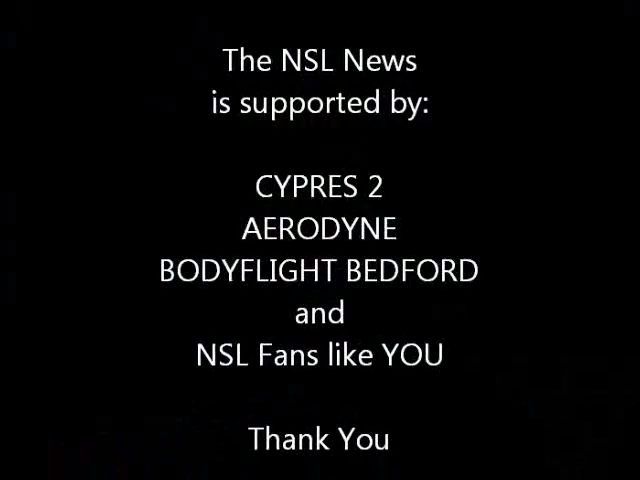 The NSL News
is supported by:
CYPRES 2
AERODYNE
BODYFLIGHT BEDFORD
and
NSL Fans like YOU
Thank You